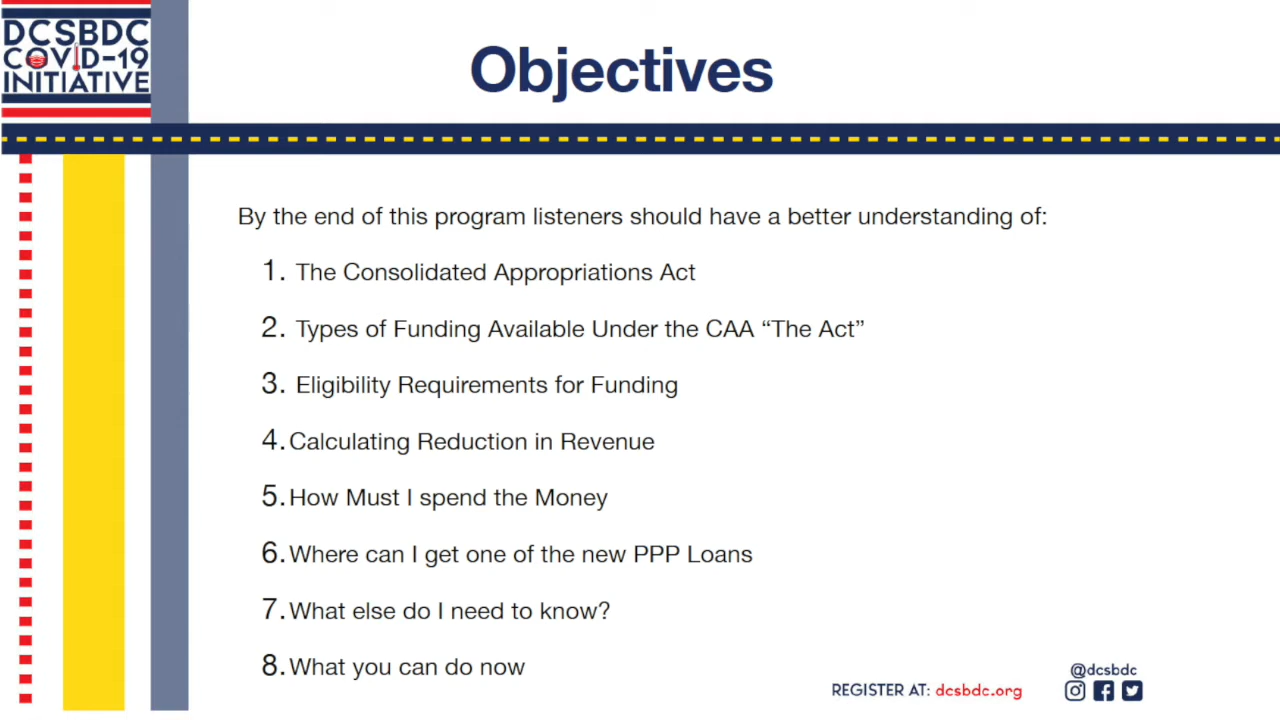 DCSBDC
COVID-19
INITIATIVE
Objectives
By the end of this program listeners should have a better understanding of:
1. The Consolidated Appropriations Act
2. Types of Funding Available Under the CAA “The Act”
3. Eligibility Requirements for Funding
4. Calculating Reduction in Revenue
5. How Must I spend the Money
6. Where can I get one of the new PPP Loans
7. What else do I need to know?
8. What you can do now
@dcsbdc
REGISTER AT: dcsbdc.org